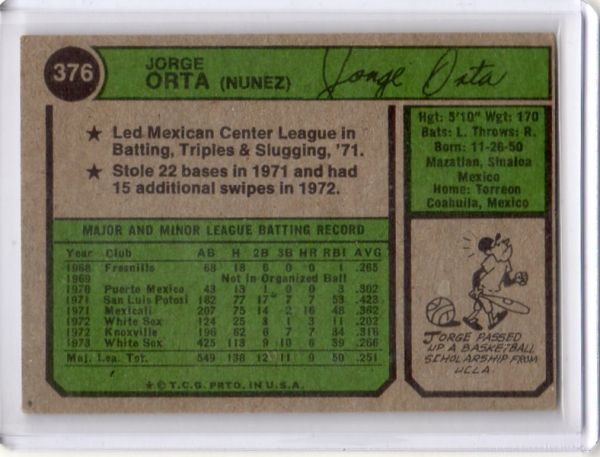 376
JORGE
ORTA (NUNEZ)
Jorge Orta
★ Led Mexican Center League in
Batting, Triples & Slugging, '71.
★ Stole 22 bases in 1971 and had
15 additional swipes in 1972.
Hgt: 5'10" Wgt: 170
Bats: L. Throws: R.
Born: 11-26-50
Mazatlan, Sinaloa
Mexico
Home: Torreon
Coahuila, Mexico
MAJOR AND MINOR LEAGUE BATTING RECORD
Year Club AB H 2B 3B HR RBI AVG
1968 Fresnillo 68 18 6 0 0 1 .265
1969 Not in Organized Ball
1970 Puerto Mexico 43 13 1 0 0 3 .302
1971 San Luis Potosi 182 77 17 7 7 53 .423
1971 Mexicali 207 75 14 2 16 48 .362
1972 White Sox 124 25 3 1 3 11 .202
1972 Knoxville 196 62 6 7 7 34 .316
1973 White Sox 425 113 9 10 6 39 .266
Maj. Lea. Tot. 549 138 12 11 9 50 .251
★ © T.C.G. PRTD. IN U.S.A.
JORGE PASSED
UP A BASKETBALL
SCHOLARSHIP FROM
UCLA